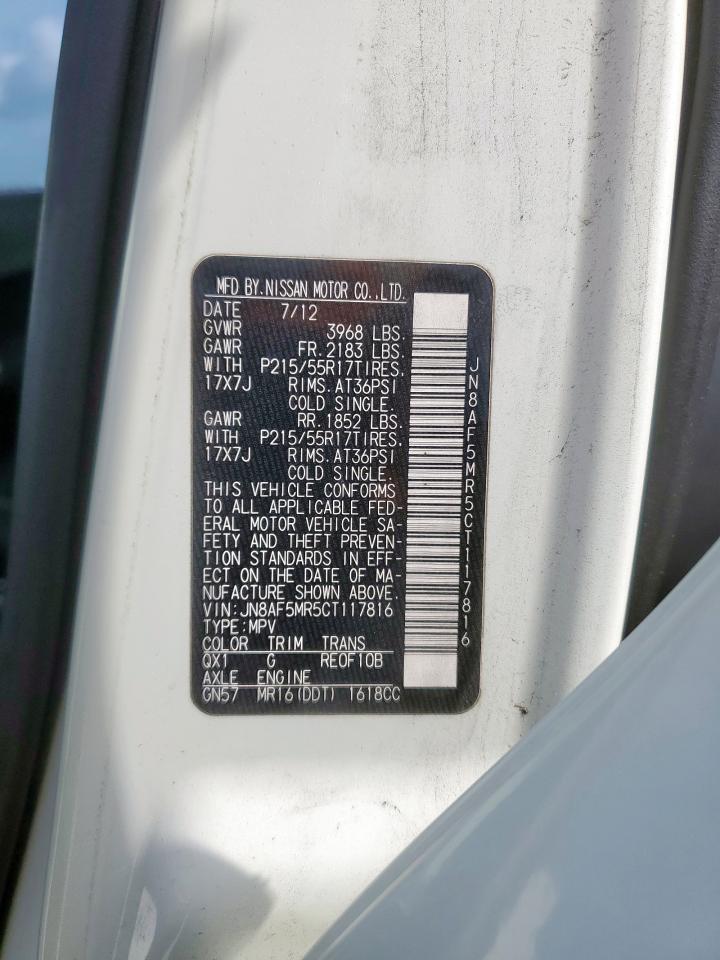 MFD BY.NISSAN MOTOR CO.,LTD.
DATE 7/12
GVWR 3968 LBS.
GAWR FR.2183 LBS.
WITH P215/55R17TIRES.
17X7J RIMS.AT36PSI
COLD SINGLE.
GAWR RR.1852 LBS.
WITH P215/55R17TIRES.
17X7J RIMS.AT36PSI
COLD SINGLE.
THIS VEHICLE CONFORMS
TO ALL APPLICABLE FED-
ERAL MOTOR VEHICLE SA-
FETY AND THEFT PREVEN-
TION STANDARDS IN EFF-
ECT ON THE DATE OF MA-
NUFACTURE SHOWN ABOVE.
VIN:JN8AF5MR5CT117816
TYPE:MPV
COLOR TRIM TRANS
QX1 G RE0F10B
AXLE ENGINE
GN57 MR16(DDT) 1618CC
JN8AF5MR5CT117816